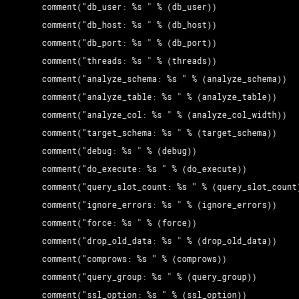 comment("db_user: %s " % (db_user))
comment("db_host: %s " % (db_host))
comment("db_port: %s " % (db_port))
comment("threads: %s " % (threads))
comment("analyze_schema: %s " % (analyze_schema))
comment("analyze_table: %s " % (analyze_table))
comment("analyze_col: %s " % (analyze_col_width))
comment("target_schema: %s " % (target_schema))
comment("debug: %s " % (debug))
comment("do_execute: %s " % (do_execute))
comment("query_slot_count: %s " % (query_slot_count)
comment("ignore_errors: %s " % (ignore_errors))
comment("force: %s " % (force))
comment("drop_old_data: %s " % (drop_old_data))
comment("comprows: %s " % (comprows))
comment("query_group: %s " % (query_group))
comment("ssl_option: %s " % (ssl_option))